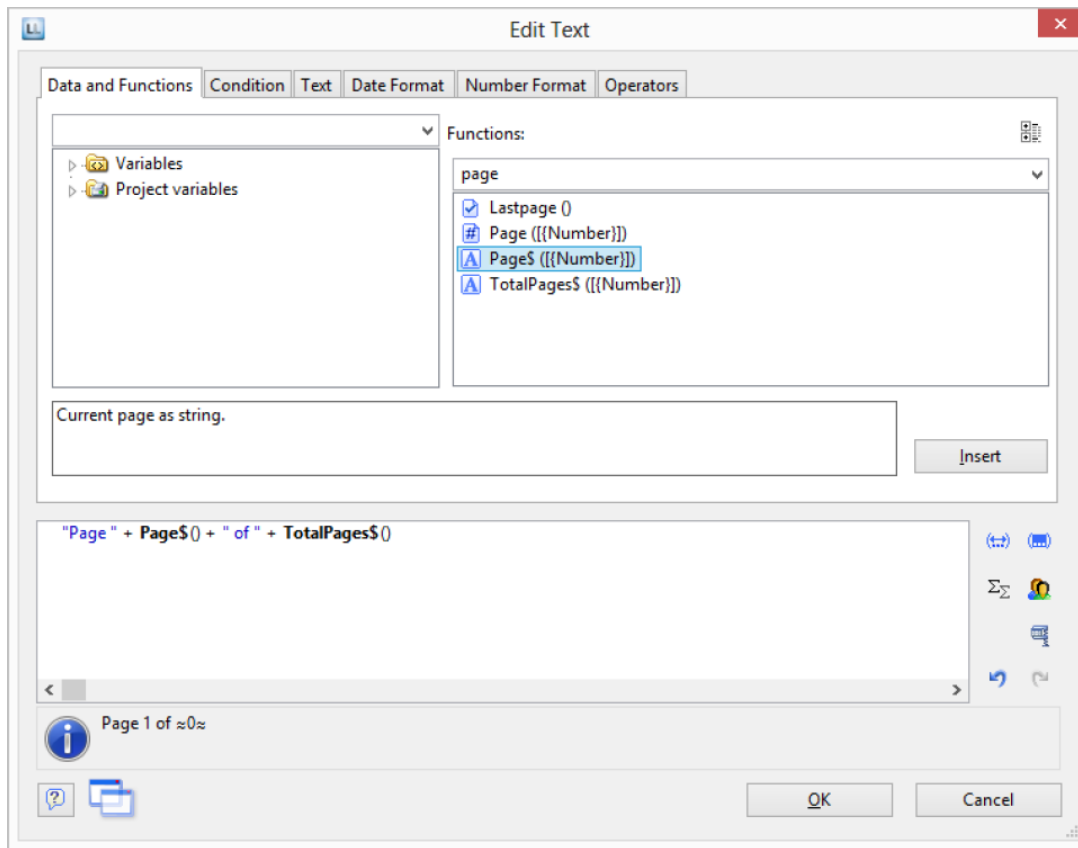 LL
Edit Text
Data and Functions Condition Text Date Format Number Format Operators
Functions:
Variables
Project variables
page
Lastpage ()
Page ([{Number}])
Page$ ([{Number}])
TotalPages$ ([{Number}])
Current page as string.
Insert
"Page " + Page$() + " of " + TotalPages$()
Page 1 of ≈0≈
OK Cancel